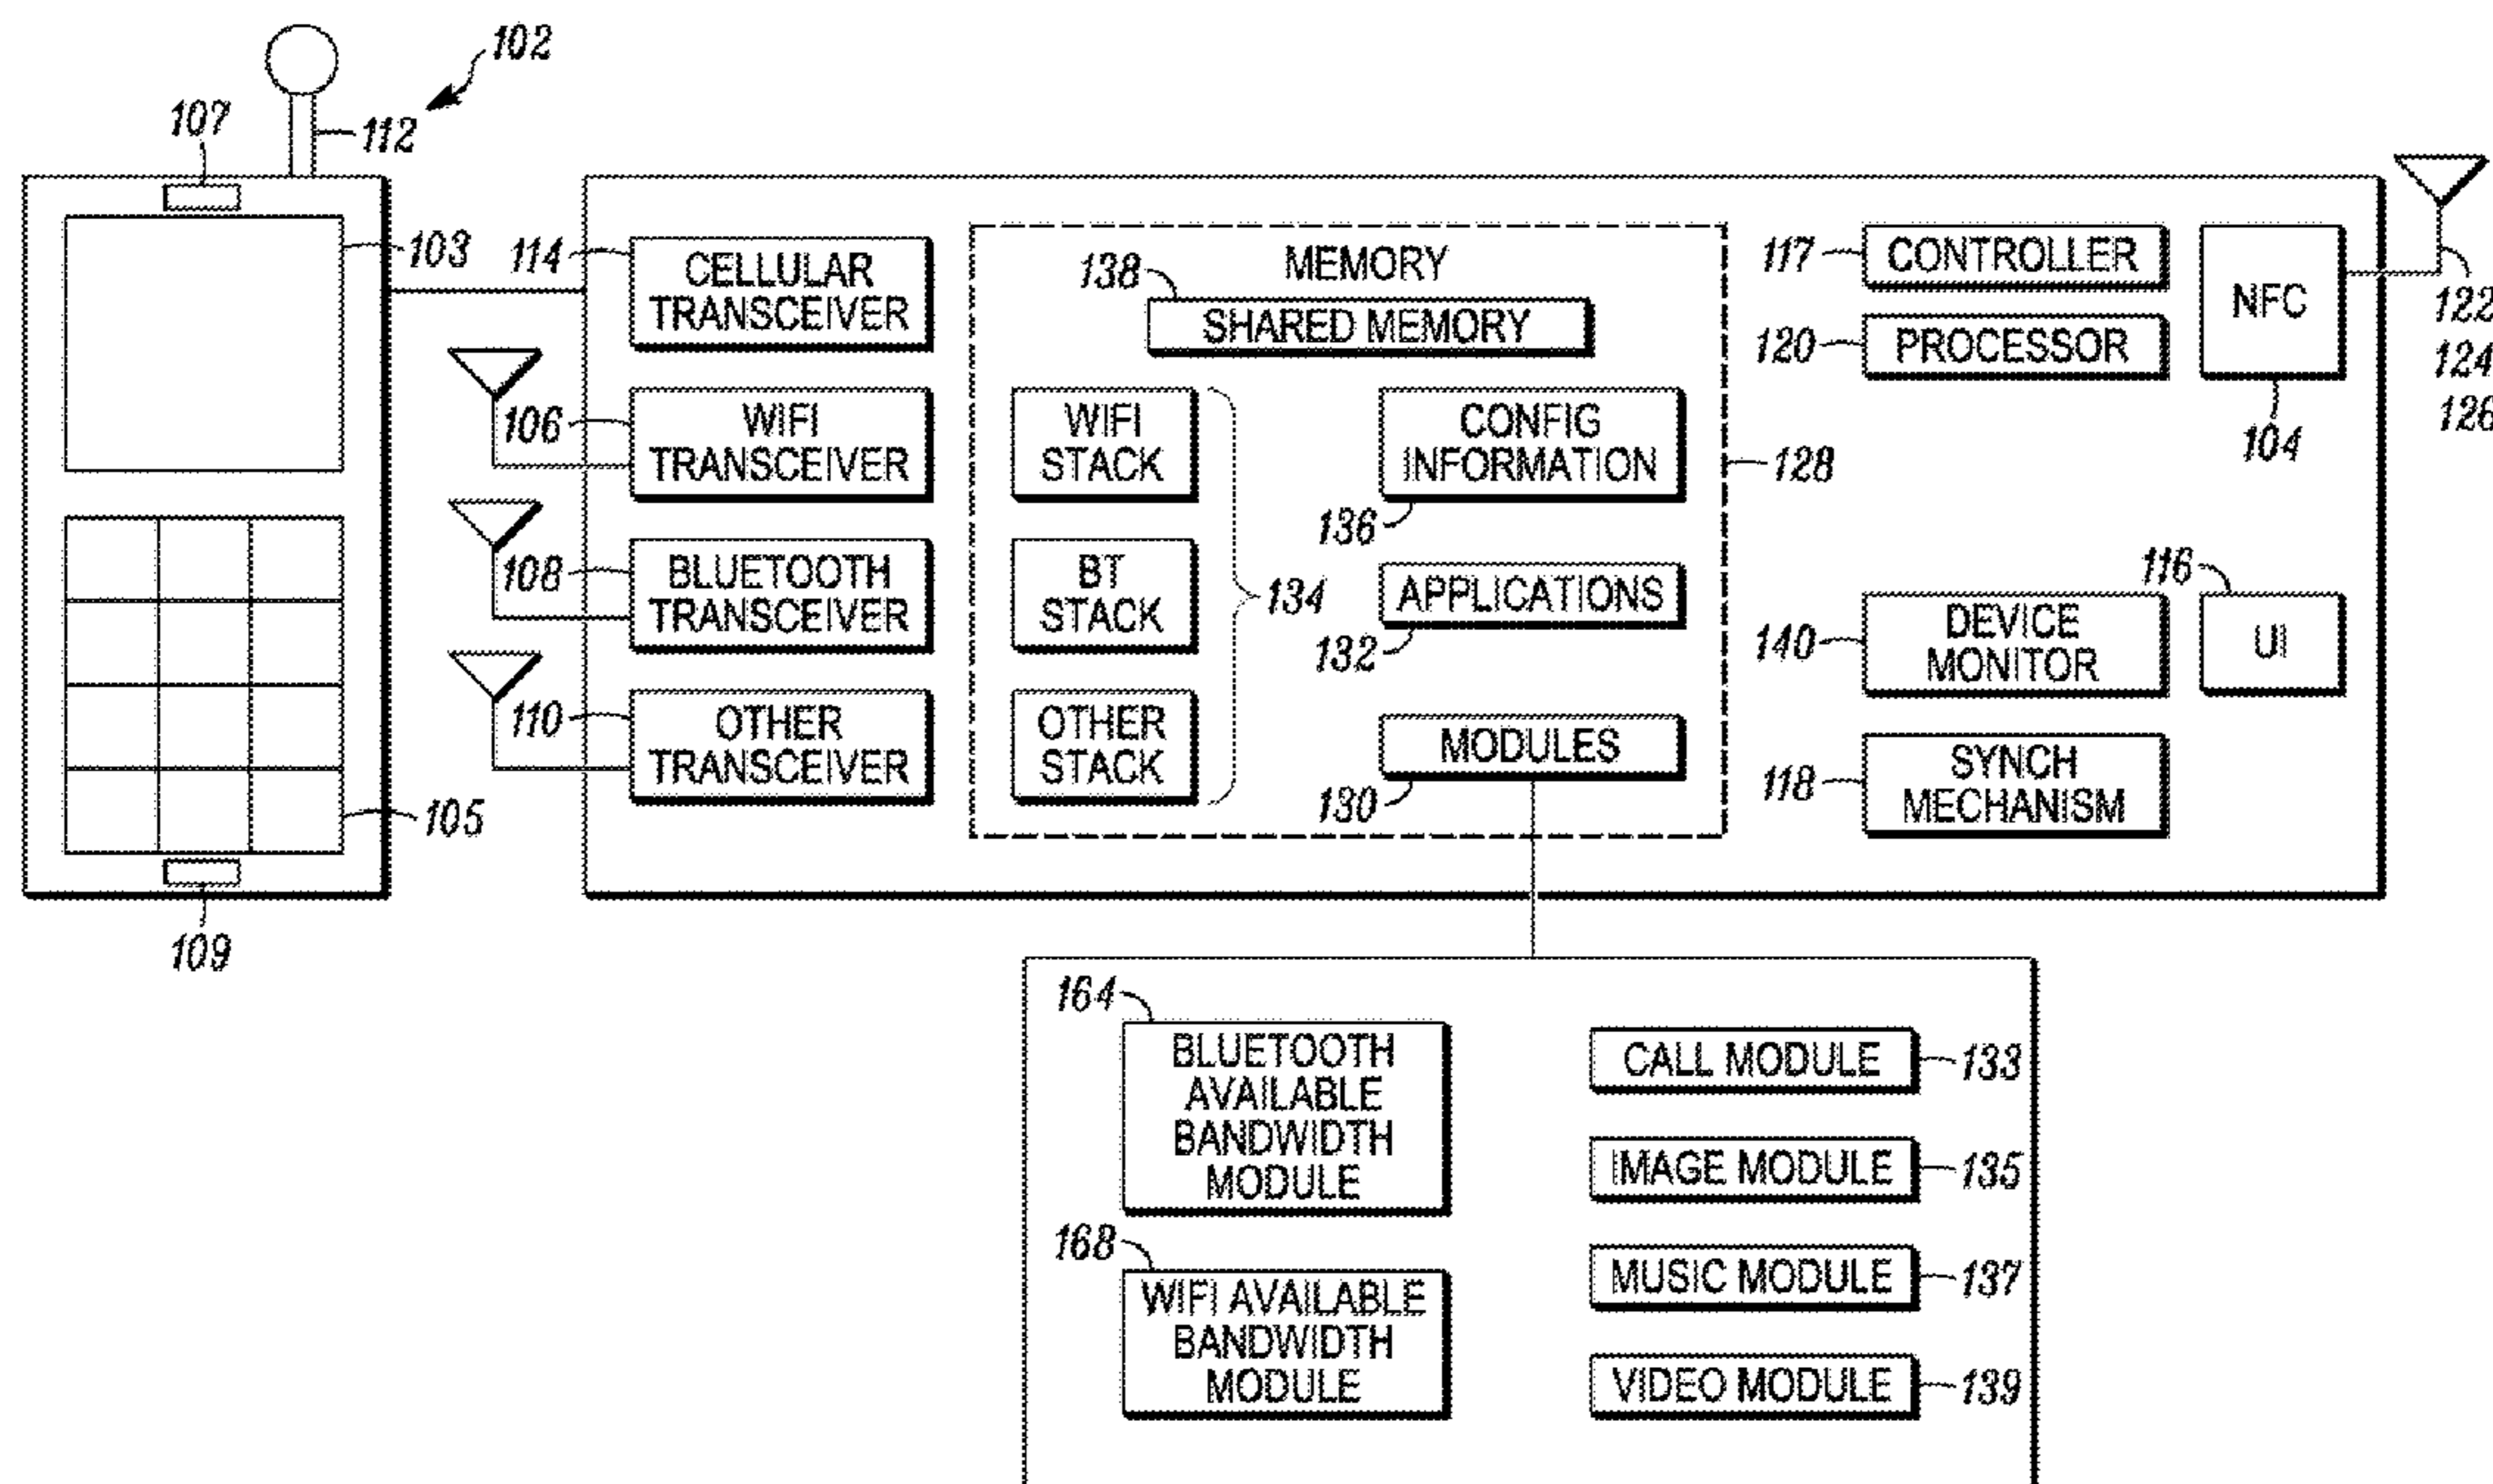 102
107
112
103
105
109
114
CELLULAR
TRANSCEIVER
106
WIFI
TRANSCEIVER
108
BLUETOOTH
TRANSCEIVER
110
OTHER
TRANSCEIVER
MEMORY
138
SHARED MEMORY
WIFI
STACK
BT
STACK
OTHER
STACK
134
CONFIG
INFORMATION
136
APPLICATIONS
132
MODULES
130
128
117
CONTROLLER
120
PROCESSOR
NFC
104
122
124
126
116
UI
140
DEVICE
MONITOR
118
SYNCH
MECHANISM
164
BLUETOOTH
AVAILABLE
BANDWIDTH
MODULE
168
WIFI AVAILABLE
BANDWIDTH
MODULE
CALL MODULE
133
IMAGE MODULE
135
MUSIC MODULE
137
VIDEO MODULE
139